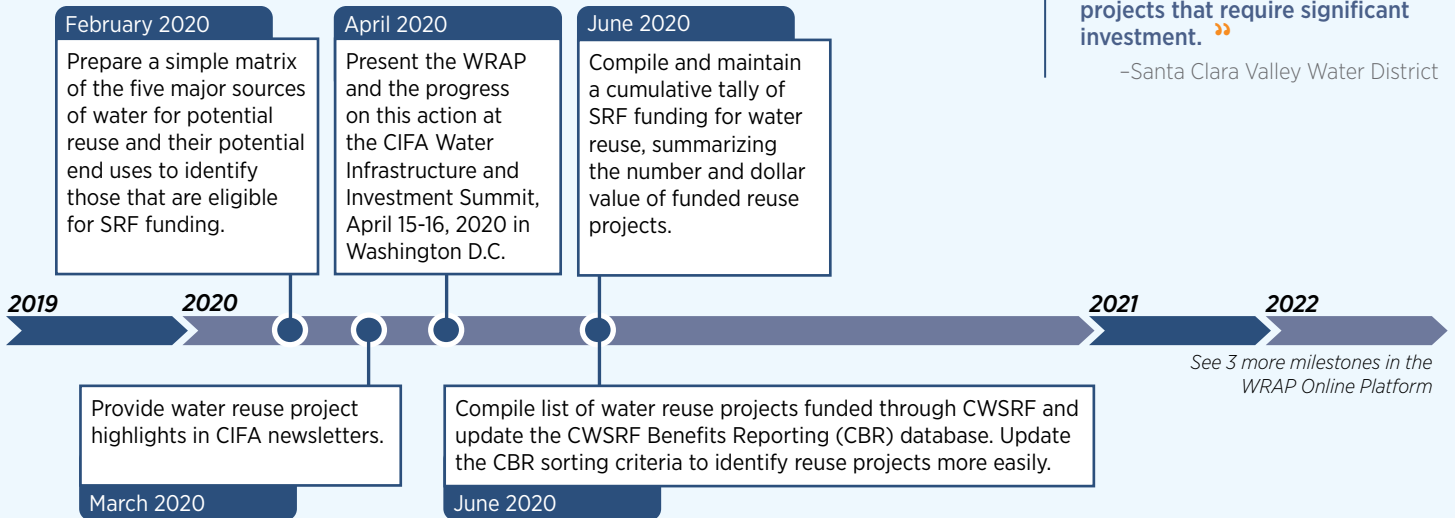 projects that require significant
investment. ”
–Santa Clara Valley Water District
February 2020
Prepare a simple matrix
of the five major sources
of water for potential
reuse and their potential
end uses to identify
those that are eligible
for SRF funding.
April 2020
Present the WRAP
and the progress
on this action at
the CIFA Water
Infrastructure and
Investment Summit,
April 15-16, 2020 in
Washington D.C.
June 2020
Compile and maintain
a cumulative tally of
SRF funding for water
reuse, summarizing
the number and dollar
value of funded reuse
projects.
2019
2020
2021
2022
See 3 more milestones in the
WRAP Online Platform
Provide water reuse project
highlights in CIFA newsletters.
March 2020
Compile list of water reuse projects funded through CWSRF and
update the CWSRF Benefits Reporting (CBR) database. Update
the CBR sorting criteria to identify reuse projects more easily.
June 2020